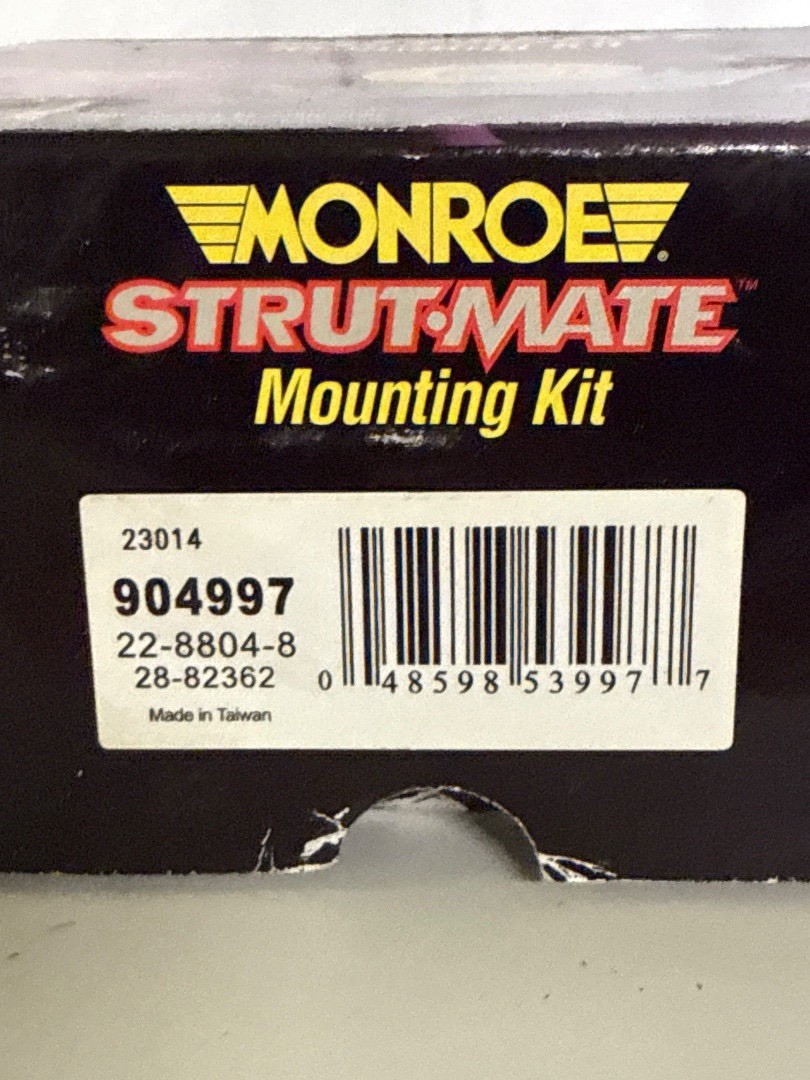 MONROE®
STRUT•MATE™
Mounting Kit
23014
904997
22-8804-8
28-82362
Made in Taiwan
0 48598 53997 7